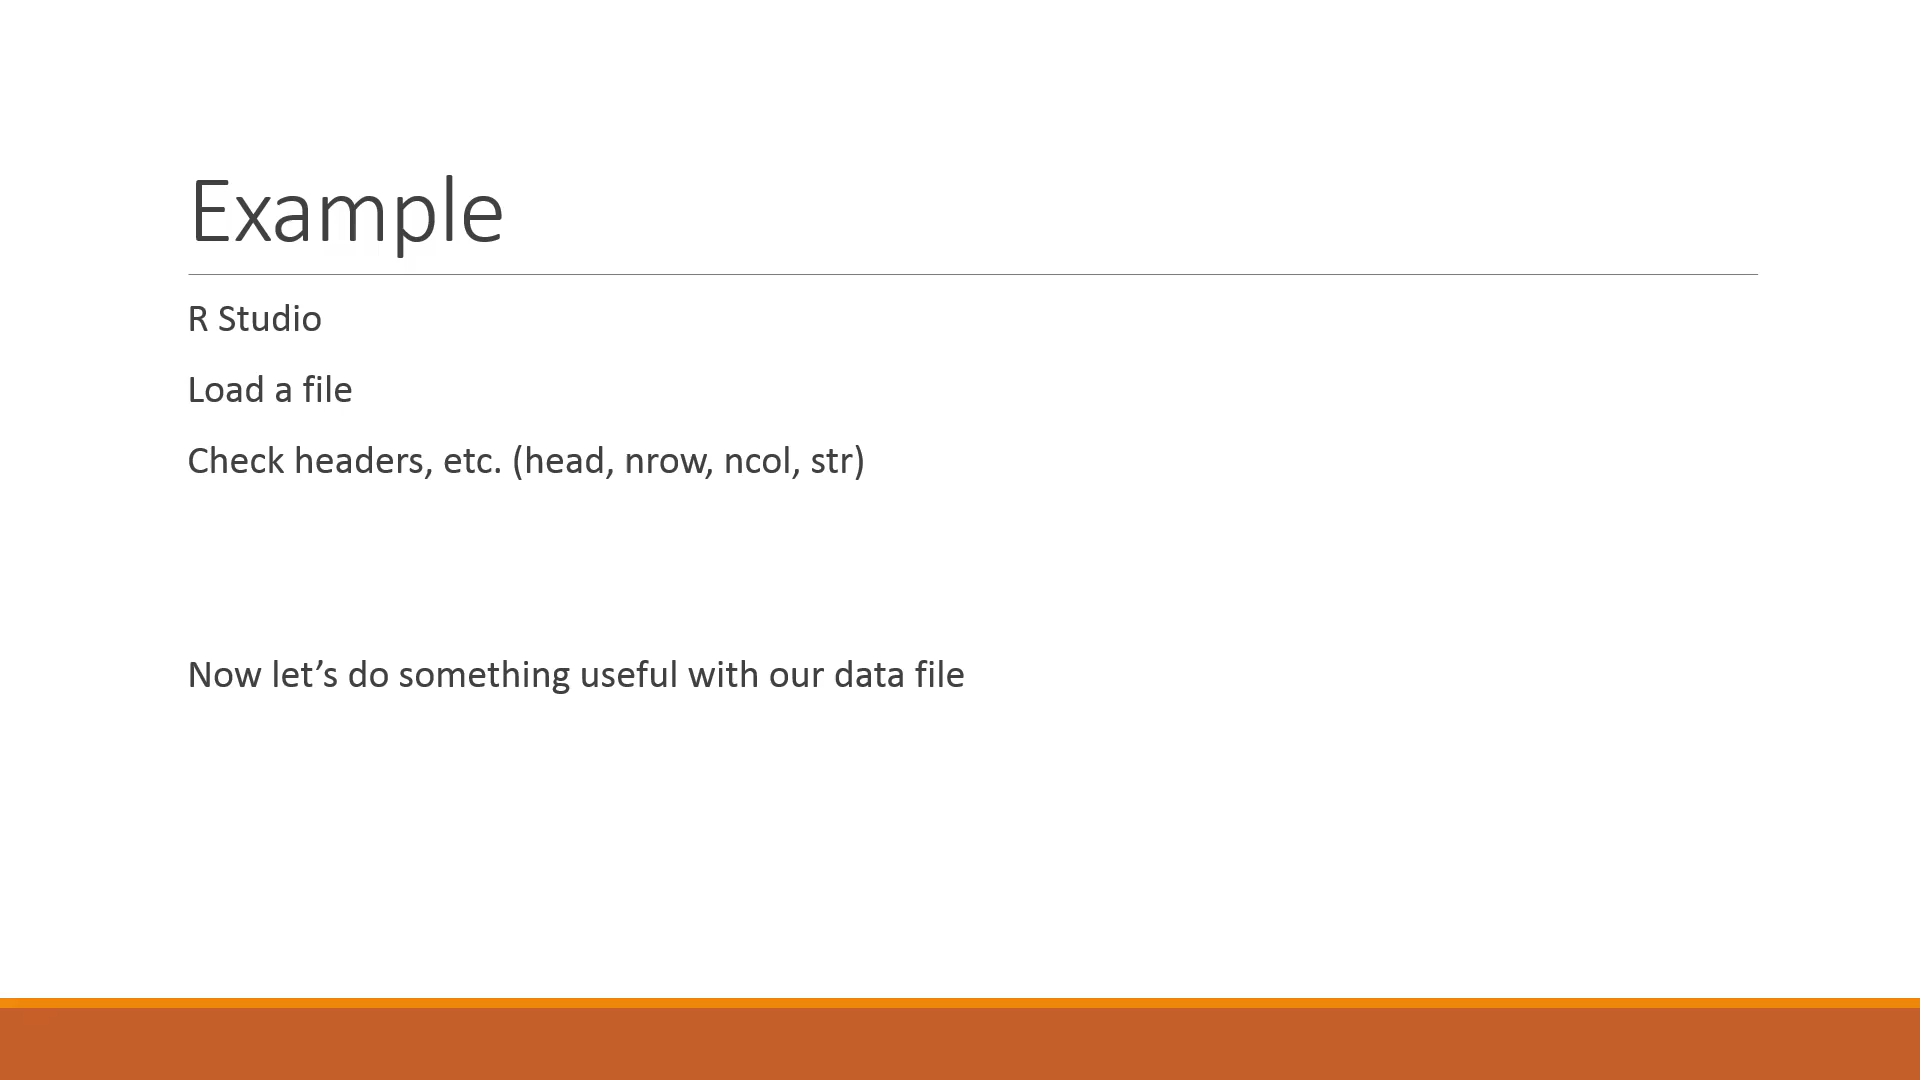 Example
R Studio
Load a file
Check headers, etc. (head, nrow, ncol, str)
Now let’s do something useful with our data file